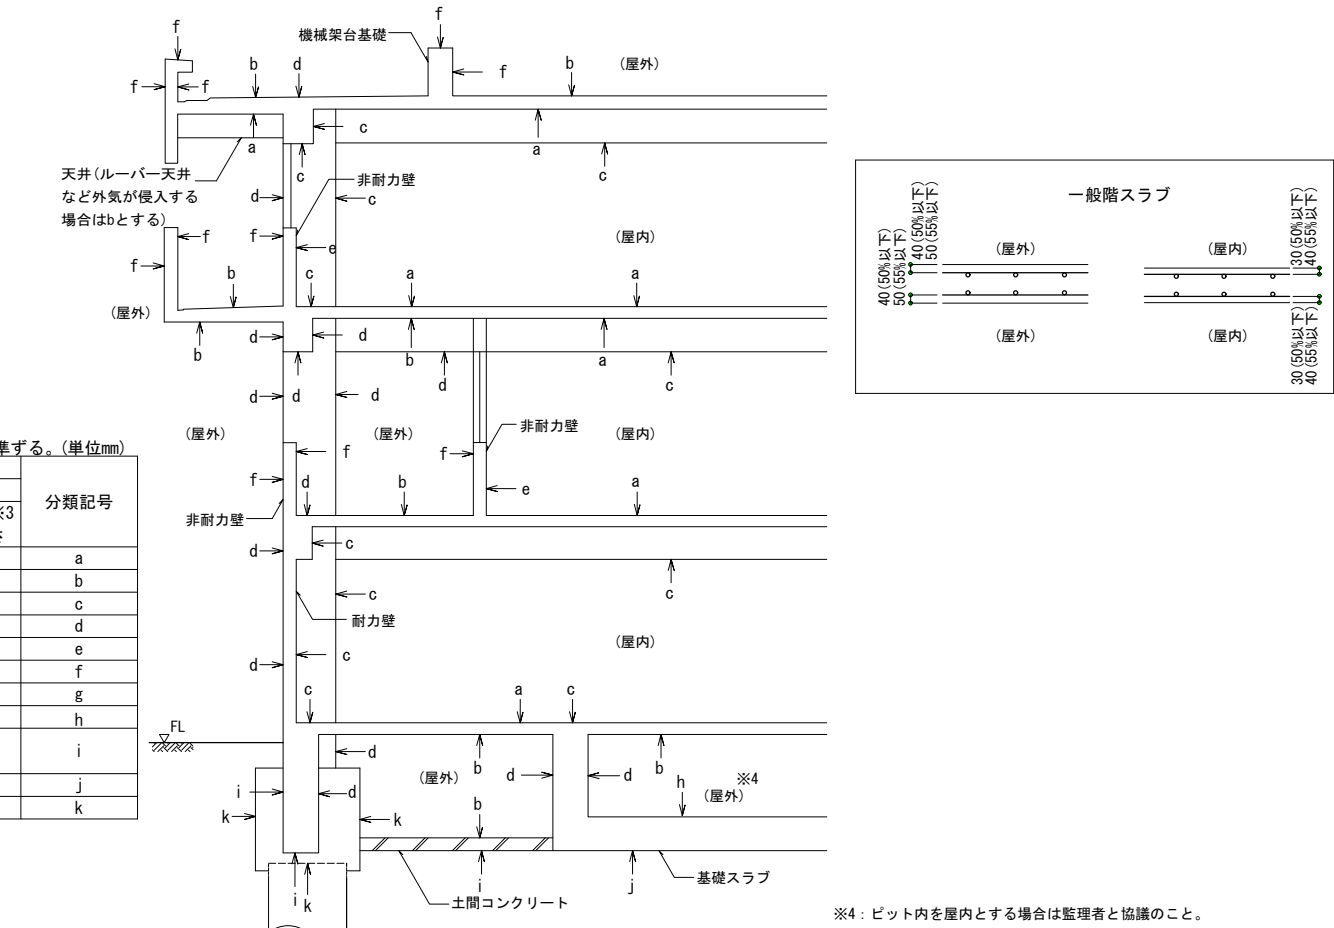 f
機械架台基礎
f
b
d
b
(屋外)
f
f
f
c
a
a
c
c
天井(ルーバー天井
など外気が侵入する
場合はbとする)
非耐力壁
d
c
f
f
e
(屋内)
f
b
c
a
a
(屋外)
d
d
b
b
a
d
c
d
d
d
(屋外)
(屋外)
非耐力壁
(屋内)
f
f
f
d
b
e
a
非耐力壁
d
c
c
c
耐力壁
(屋内)
d
c
c
a
c
FL
d
(屋外)
b
d
d
b
※4
h
(屋外)
i
d
k
k
b
i
k
i
j
基礎スラブ
土間コンクリート
準ずる。(単位mm)
分類記号
※3
a
b
c
d
e
f
g
h
i
j
k
一般階スラブ
40(50%以下)
50(55%以下)
40(50%以下)
50(55%以下)
(屋外)
(屋内)
30(50%以下)
40(55%以下)
(屋外)
(屋内)
30(50%以下)
40(55%以下)
※4：ピット内を屋内とする場合は監理者と協議のこと。